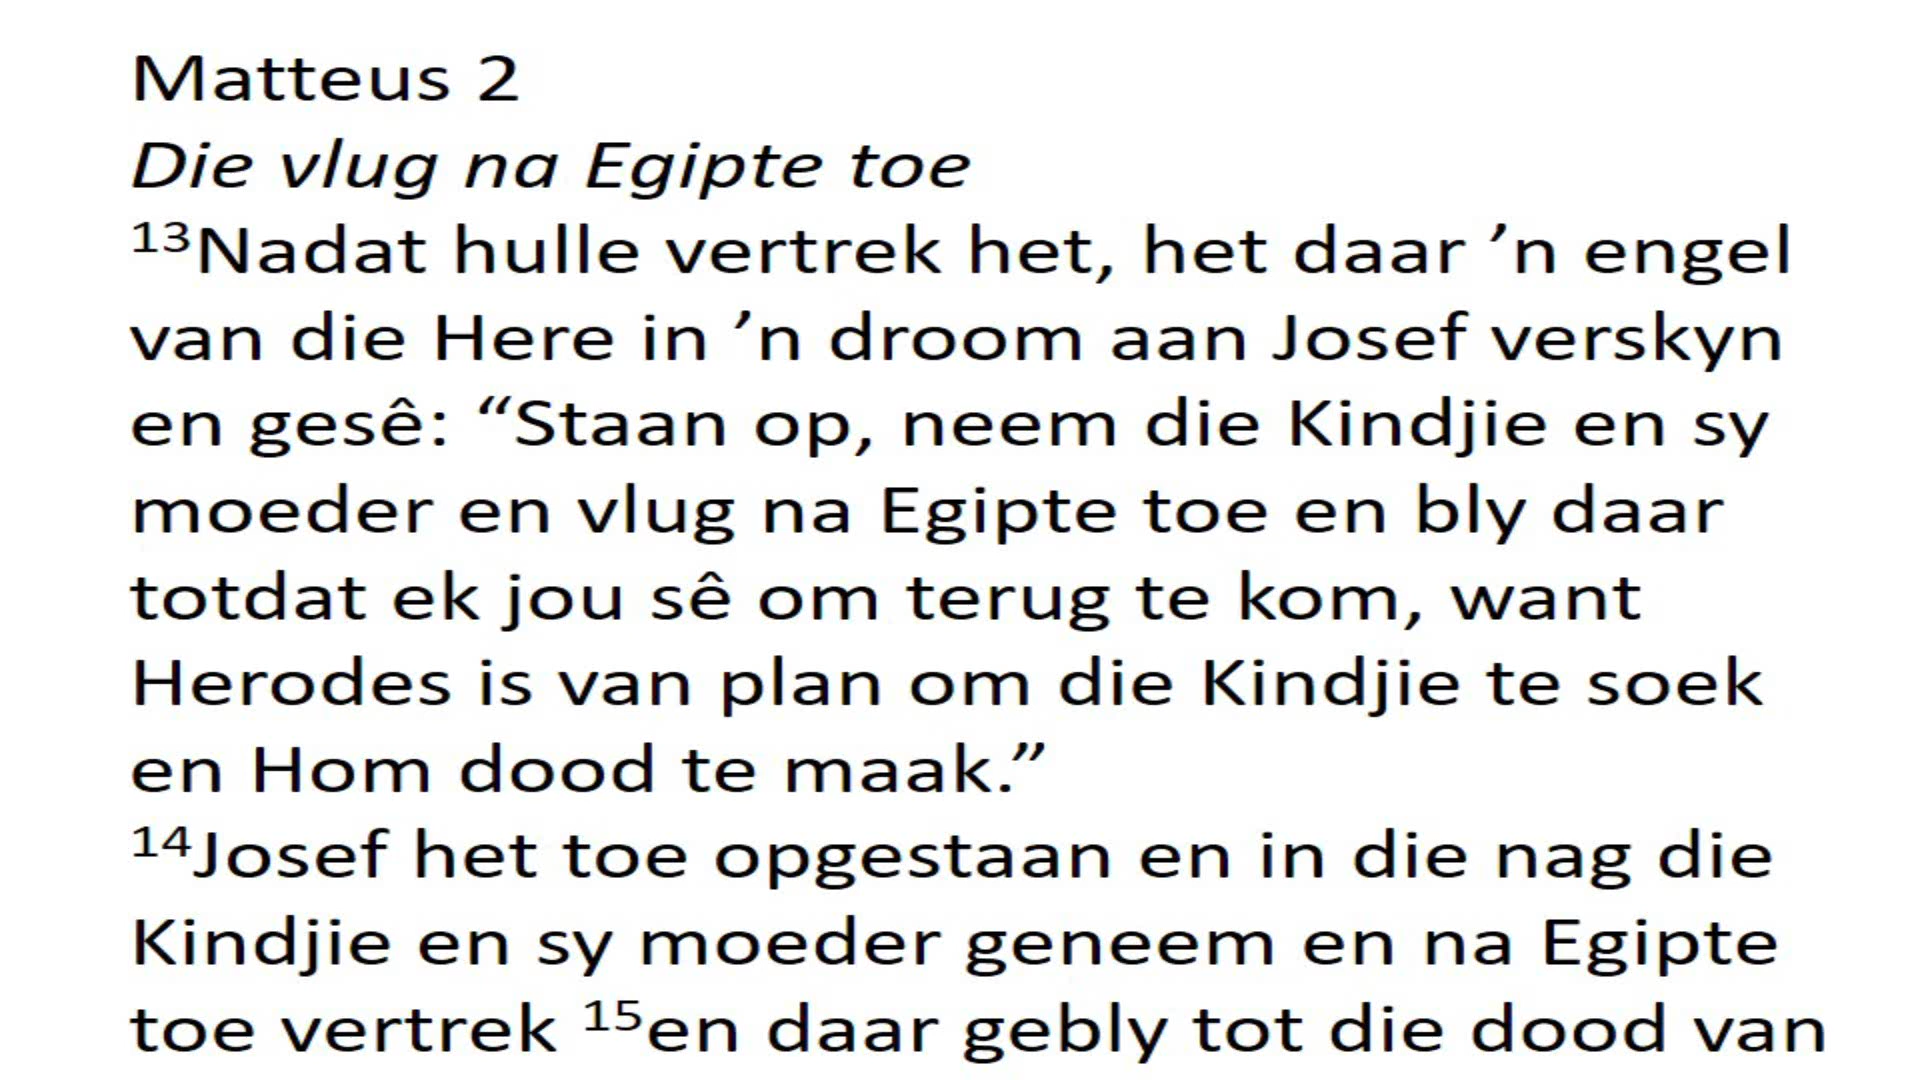 Matteus 2
Die vlug na Egipte toe
¹³Nadat hulle vertrek het, het daar ’n engel
van die Here in ’n droom aan Josef verskyn
en gesê: “Staan op, neem die Kindjie en sy
moeder en vlug na Egipte toe en bly daar
totdat ek jou sê om terug te kom, want
Herodes is van plan om die Kindjie te soek
en Hom dood te maak.”
¹⁴Josef het toe opgestaan en in die nag die
Kindjie en sy moeder geneem en na Egipte
toe vertrek ¹⁵en daar gebly tot die dood van